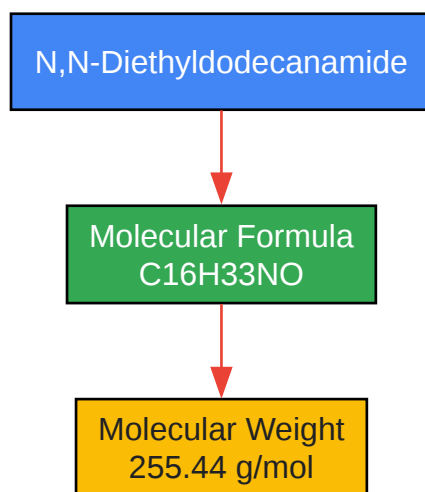 N,N-Diethyldodecanamide
Molecular Formula
C16H33NO
Molecular Weight
255.44 g/mol